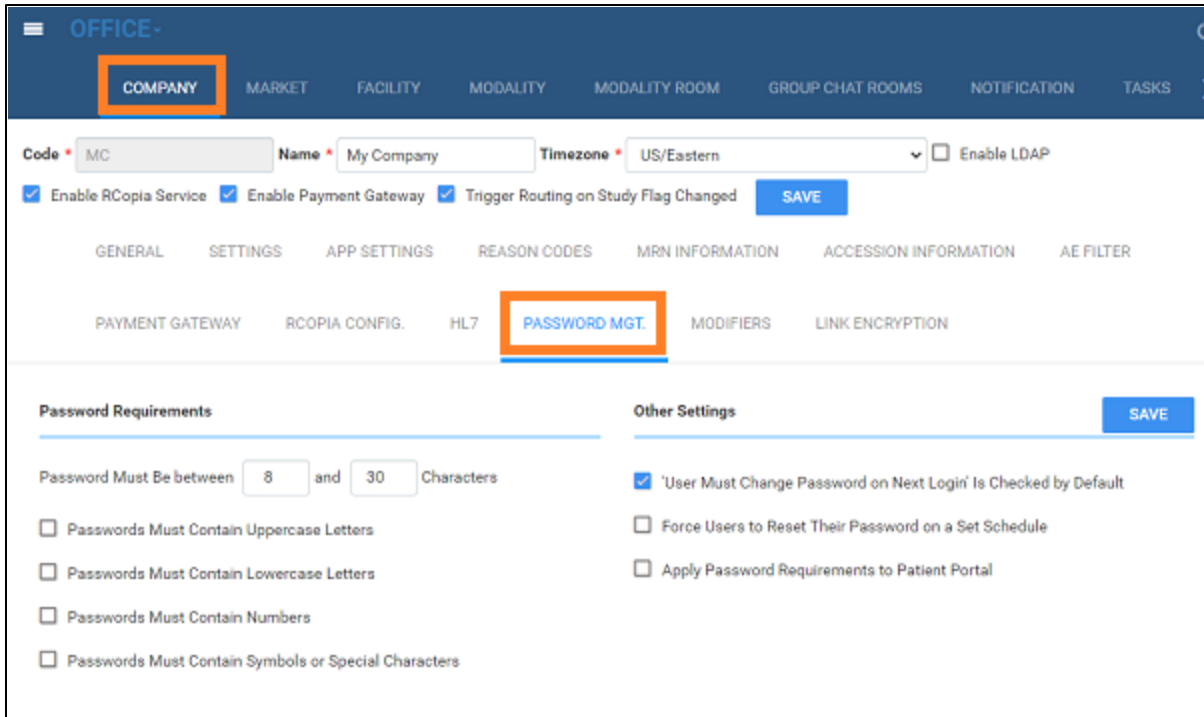 OFFICE
COMPANY MARKET FACILITY MODALITY MODALITY ROOM GROUP CHAT ROOMS NOTIFICATION TASKS
Code * MC Name * My Company Timezone * US/Eastern Enable LDAP
Enable RCopia Service Enable Payment Gateway Trigger Routing on Study Flag Changed SAVE
GENERAL SETTINGS APP SETTINGS REASON CODES MRN INFORMATION ACCESSION INFORMATION AE FILTER
PAYMENT GATEWAY RCOPIA CONFIG. HL7 PASSWORD MGT. MODIFIERS LINK ENCRYPTION
Password Requirements
Password Must Be between 8 and 30 Characters
Passwords Must Contain Uppercase Letters
Passwords Must Contain Lowercase Letters
Passwords Must Contain Numbers
Passwords Must Contain Symbols or Special Characters
Other Settings SAVE
'User Must Change Password on Next Login' Is Checked by Default
Force Users to Reset Their Password on a Set Schedule
Apply Password Requirements to Patient Portal